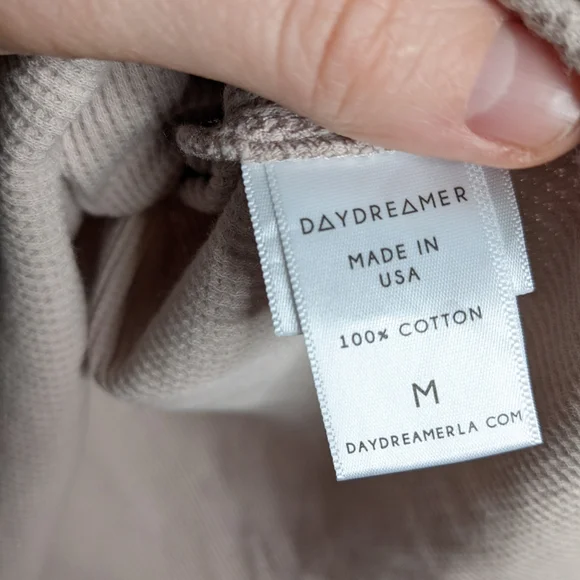 DAYDREAMER
MADE IN
USA
100% COTTON
M
DAYDREAMERLA COM